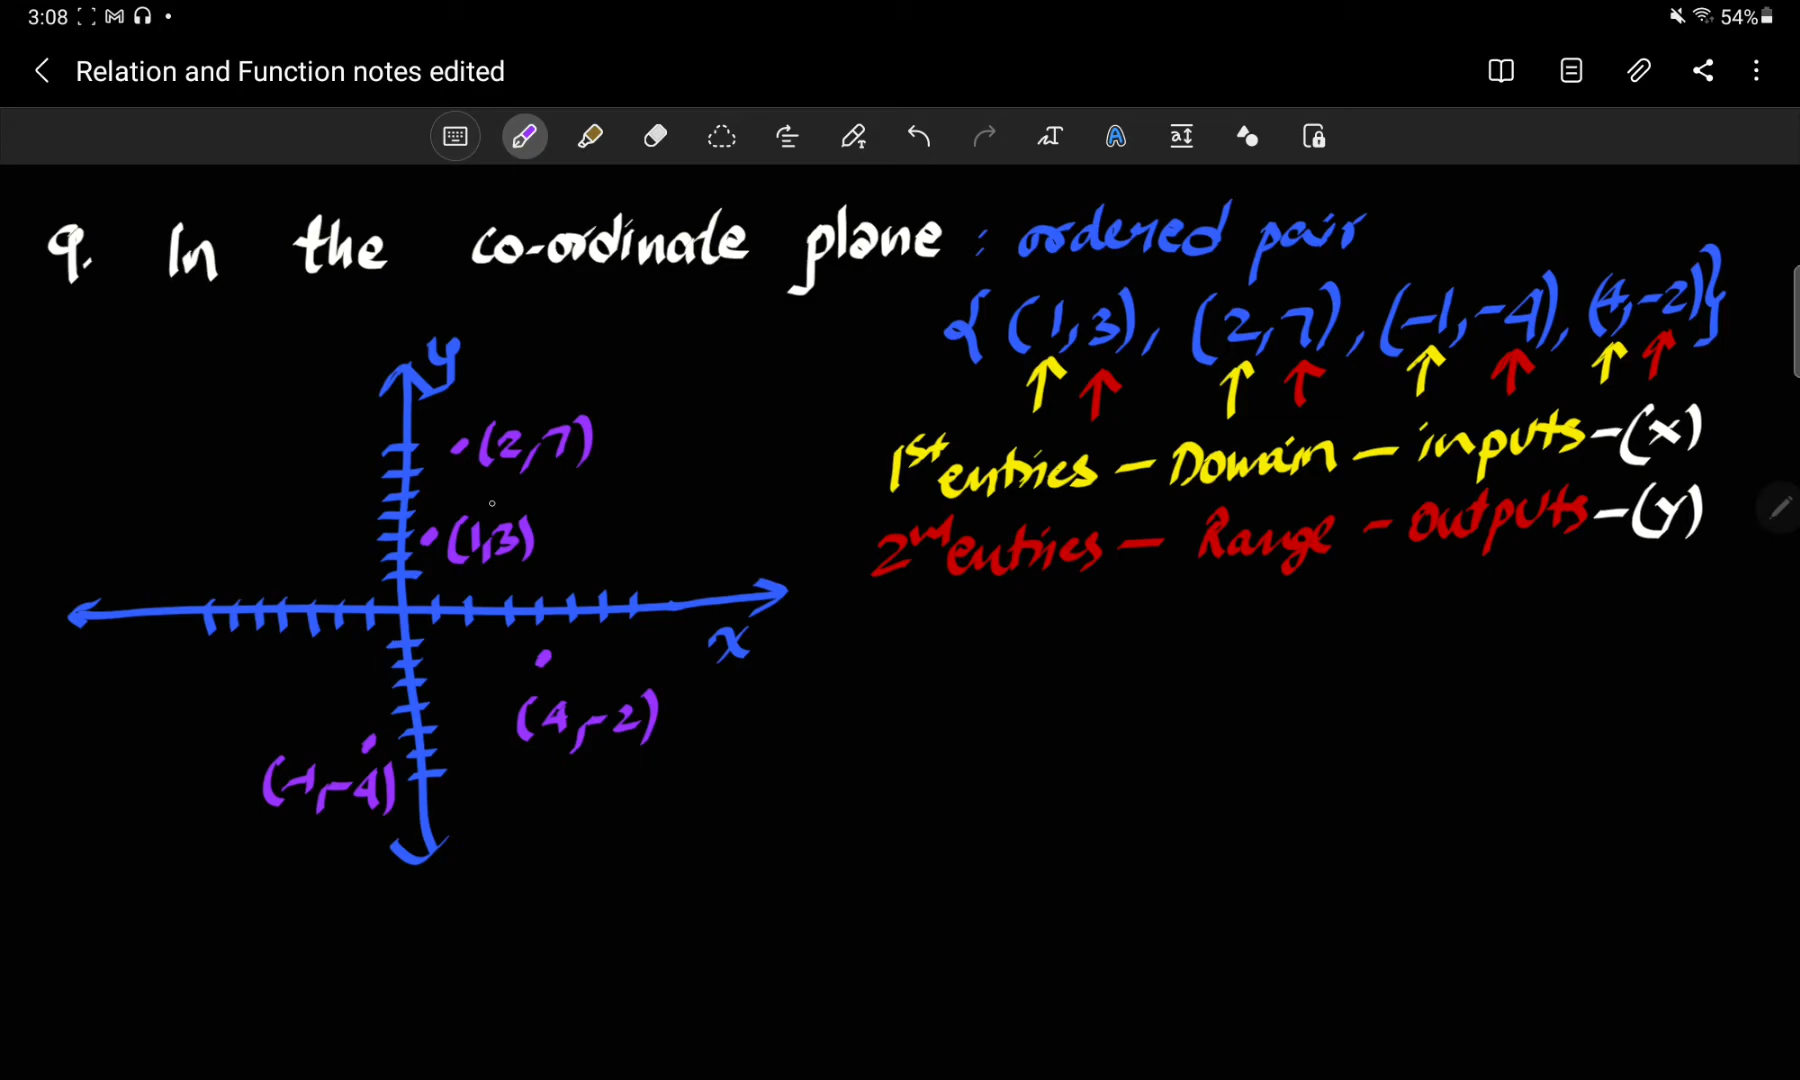 3:08 54%
Relation and Function notes edited
9. In the co-ordinate plane : ordered pair
{(1,3), (2,7), (-1,-4), (4,-2)}
y
(2,7)
1st entries - Domain - inputs - (x)
(1,3)
2nd entries - Range - outputs - (y)
x
(4,-2)
(-1,-4)